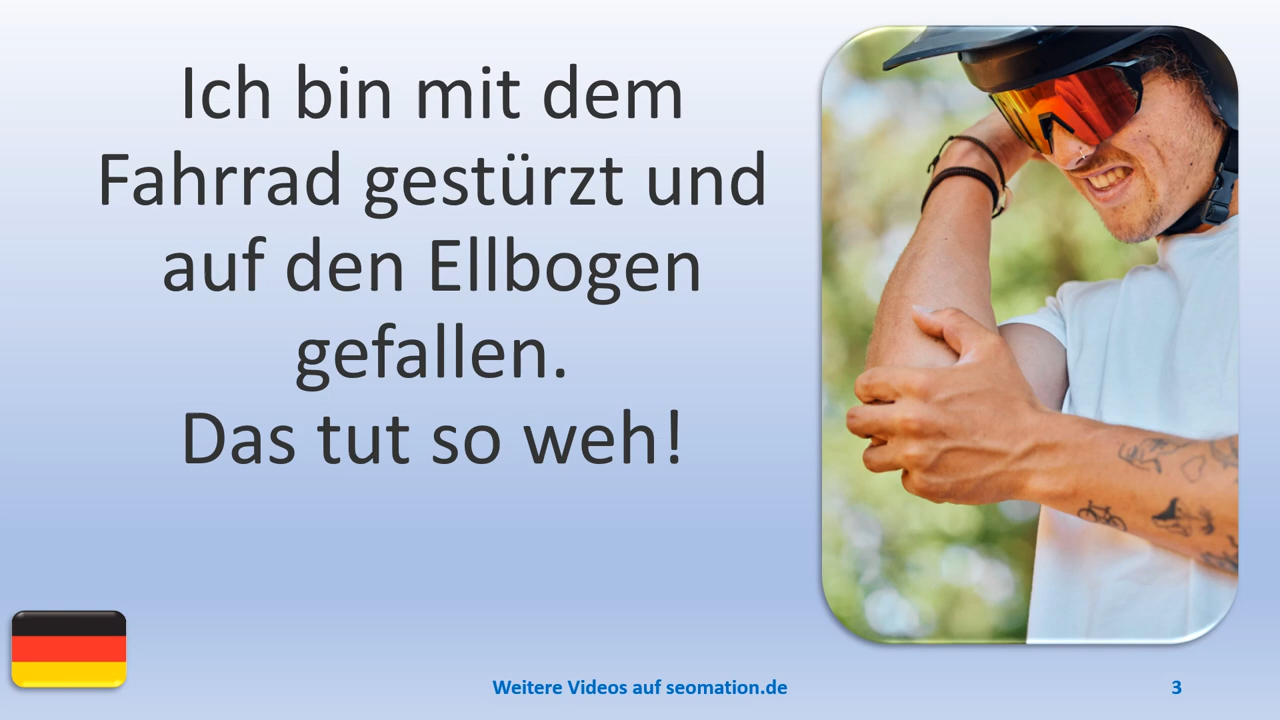 Ich bin mit dem
Fahrrad gestürzt und
auf den Ellbogen
gefallen.
Das tut so weh!
Weitere Videos auf seomation.de
3